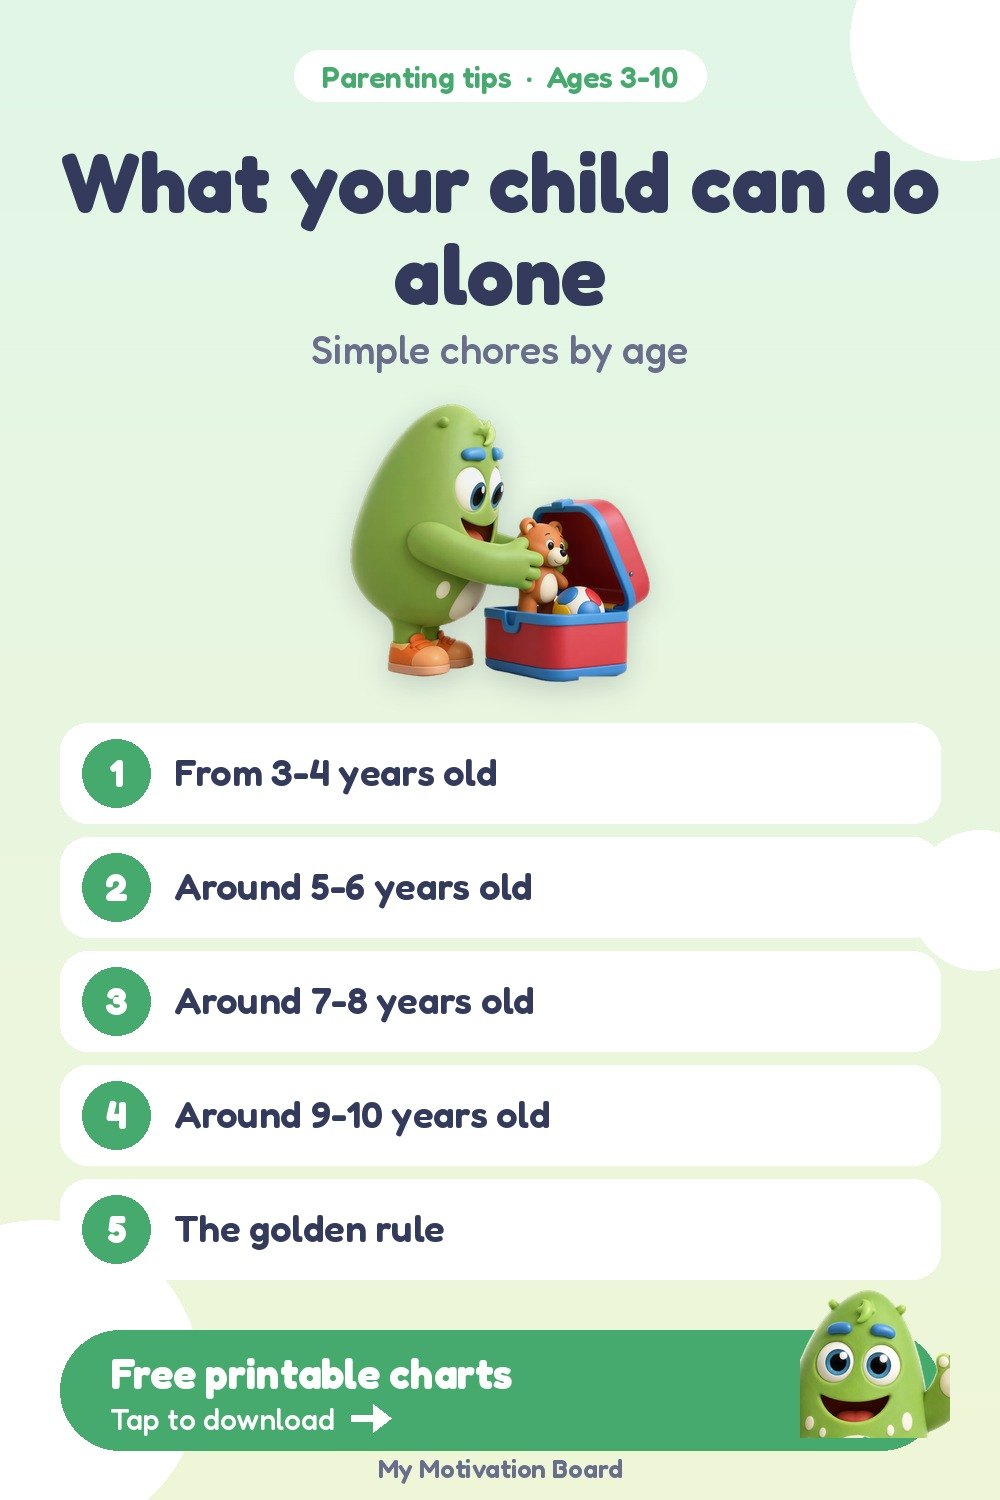 Parenting tips · Ages 3-10
What your child can do
alone
Simple chores by age
1 From 3-4 years old
2 Around 5-6 years old
3 Around 7-8 years old
4 Around 9-10 years old
5 The golden rule
Free printable charts
Tap to download →
My Motivation Board